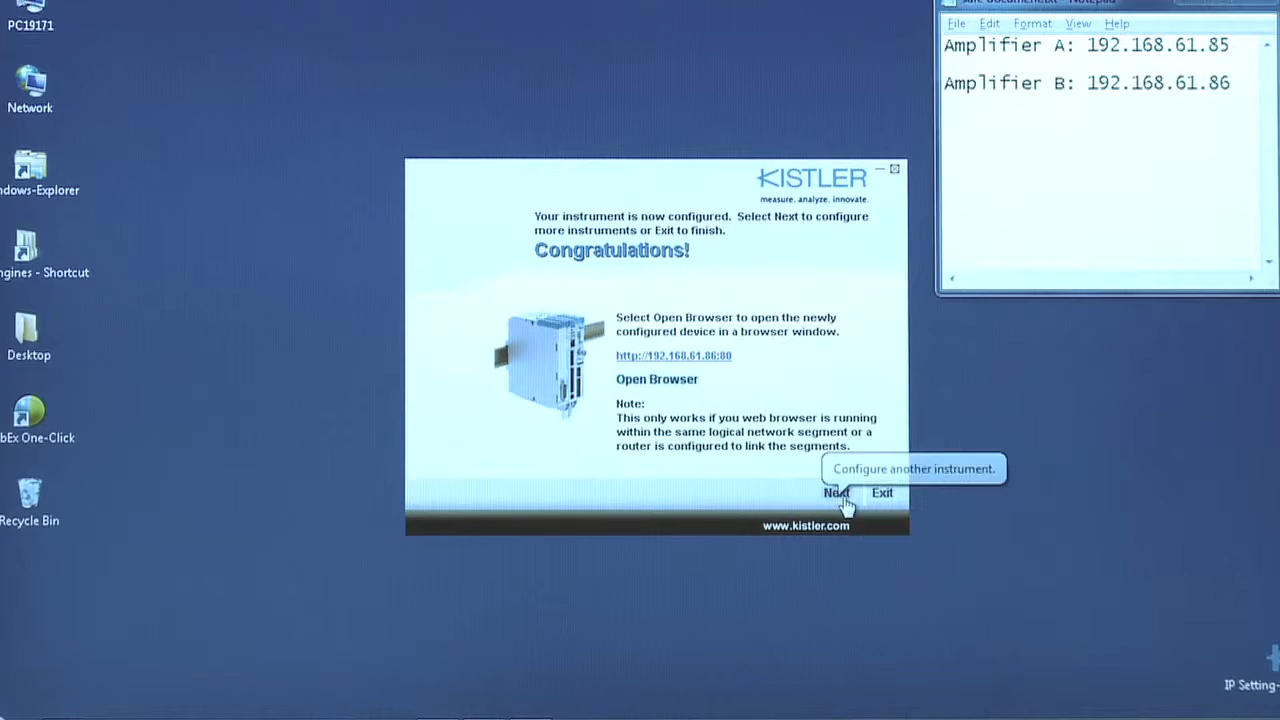 PC19171
Network
ndows-Explorer
ngines - Shortcut
Desktop
bEx One-Click
Recycle Bin
File Edit Format View Help
Amplifier A: 192.168.61.85
Amplifier B: 192.168.61.86
KISTLER
measure. analyze. innovate.
Your instrument is now configured. Select Next to configure
more instruments or Exit to finish.
Congratulations!
Select Open Browser to open the newly
configured device in a browser window.
http://192.168.61.86:80
Open Browser
Note:
This only works if you web browser is running
within the same logical network segment or a
router is configured to link the segments.
Configure another instrument.
Next Exit
www.kistler.com
IP Setting-